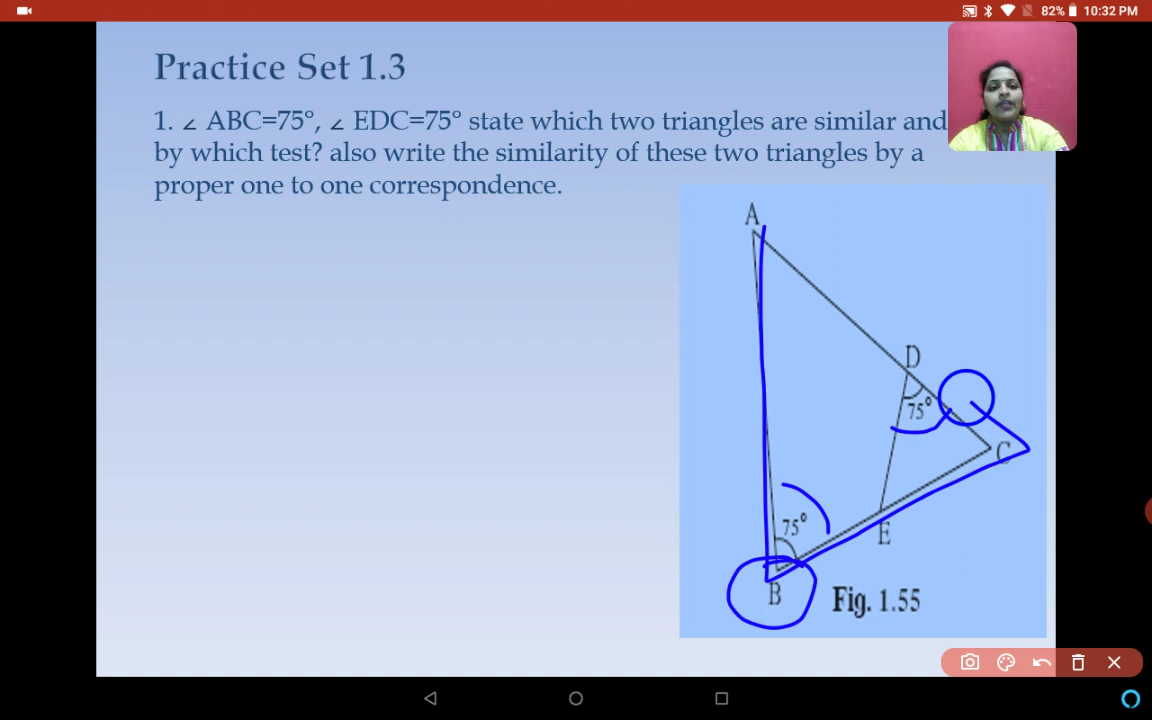 82% 10:32 PM
Practice Set 1.3
1. ∠ ABC=75°, ∠ EDC=75° state which two triangles are similar and
by which test? also write the similarity of these two triangles by a
proper one to one correspondence.
A
D
75°
C
75°
E
B
Fig. 1.55